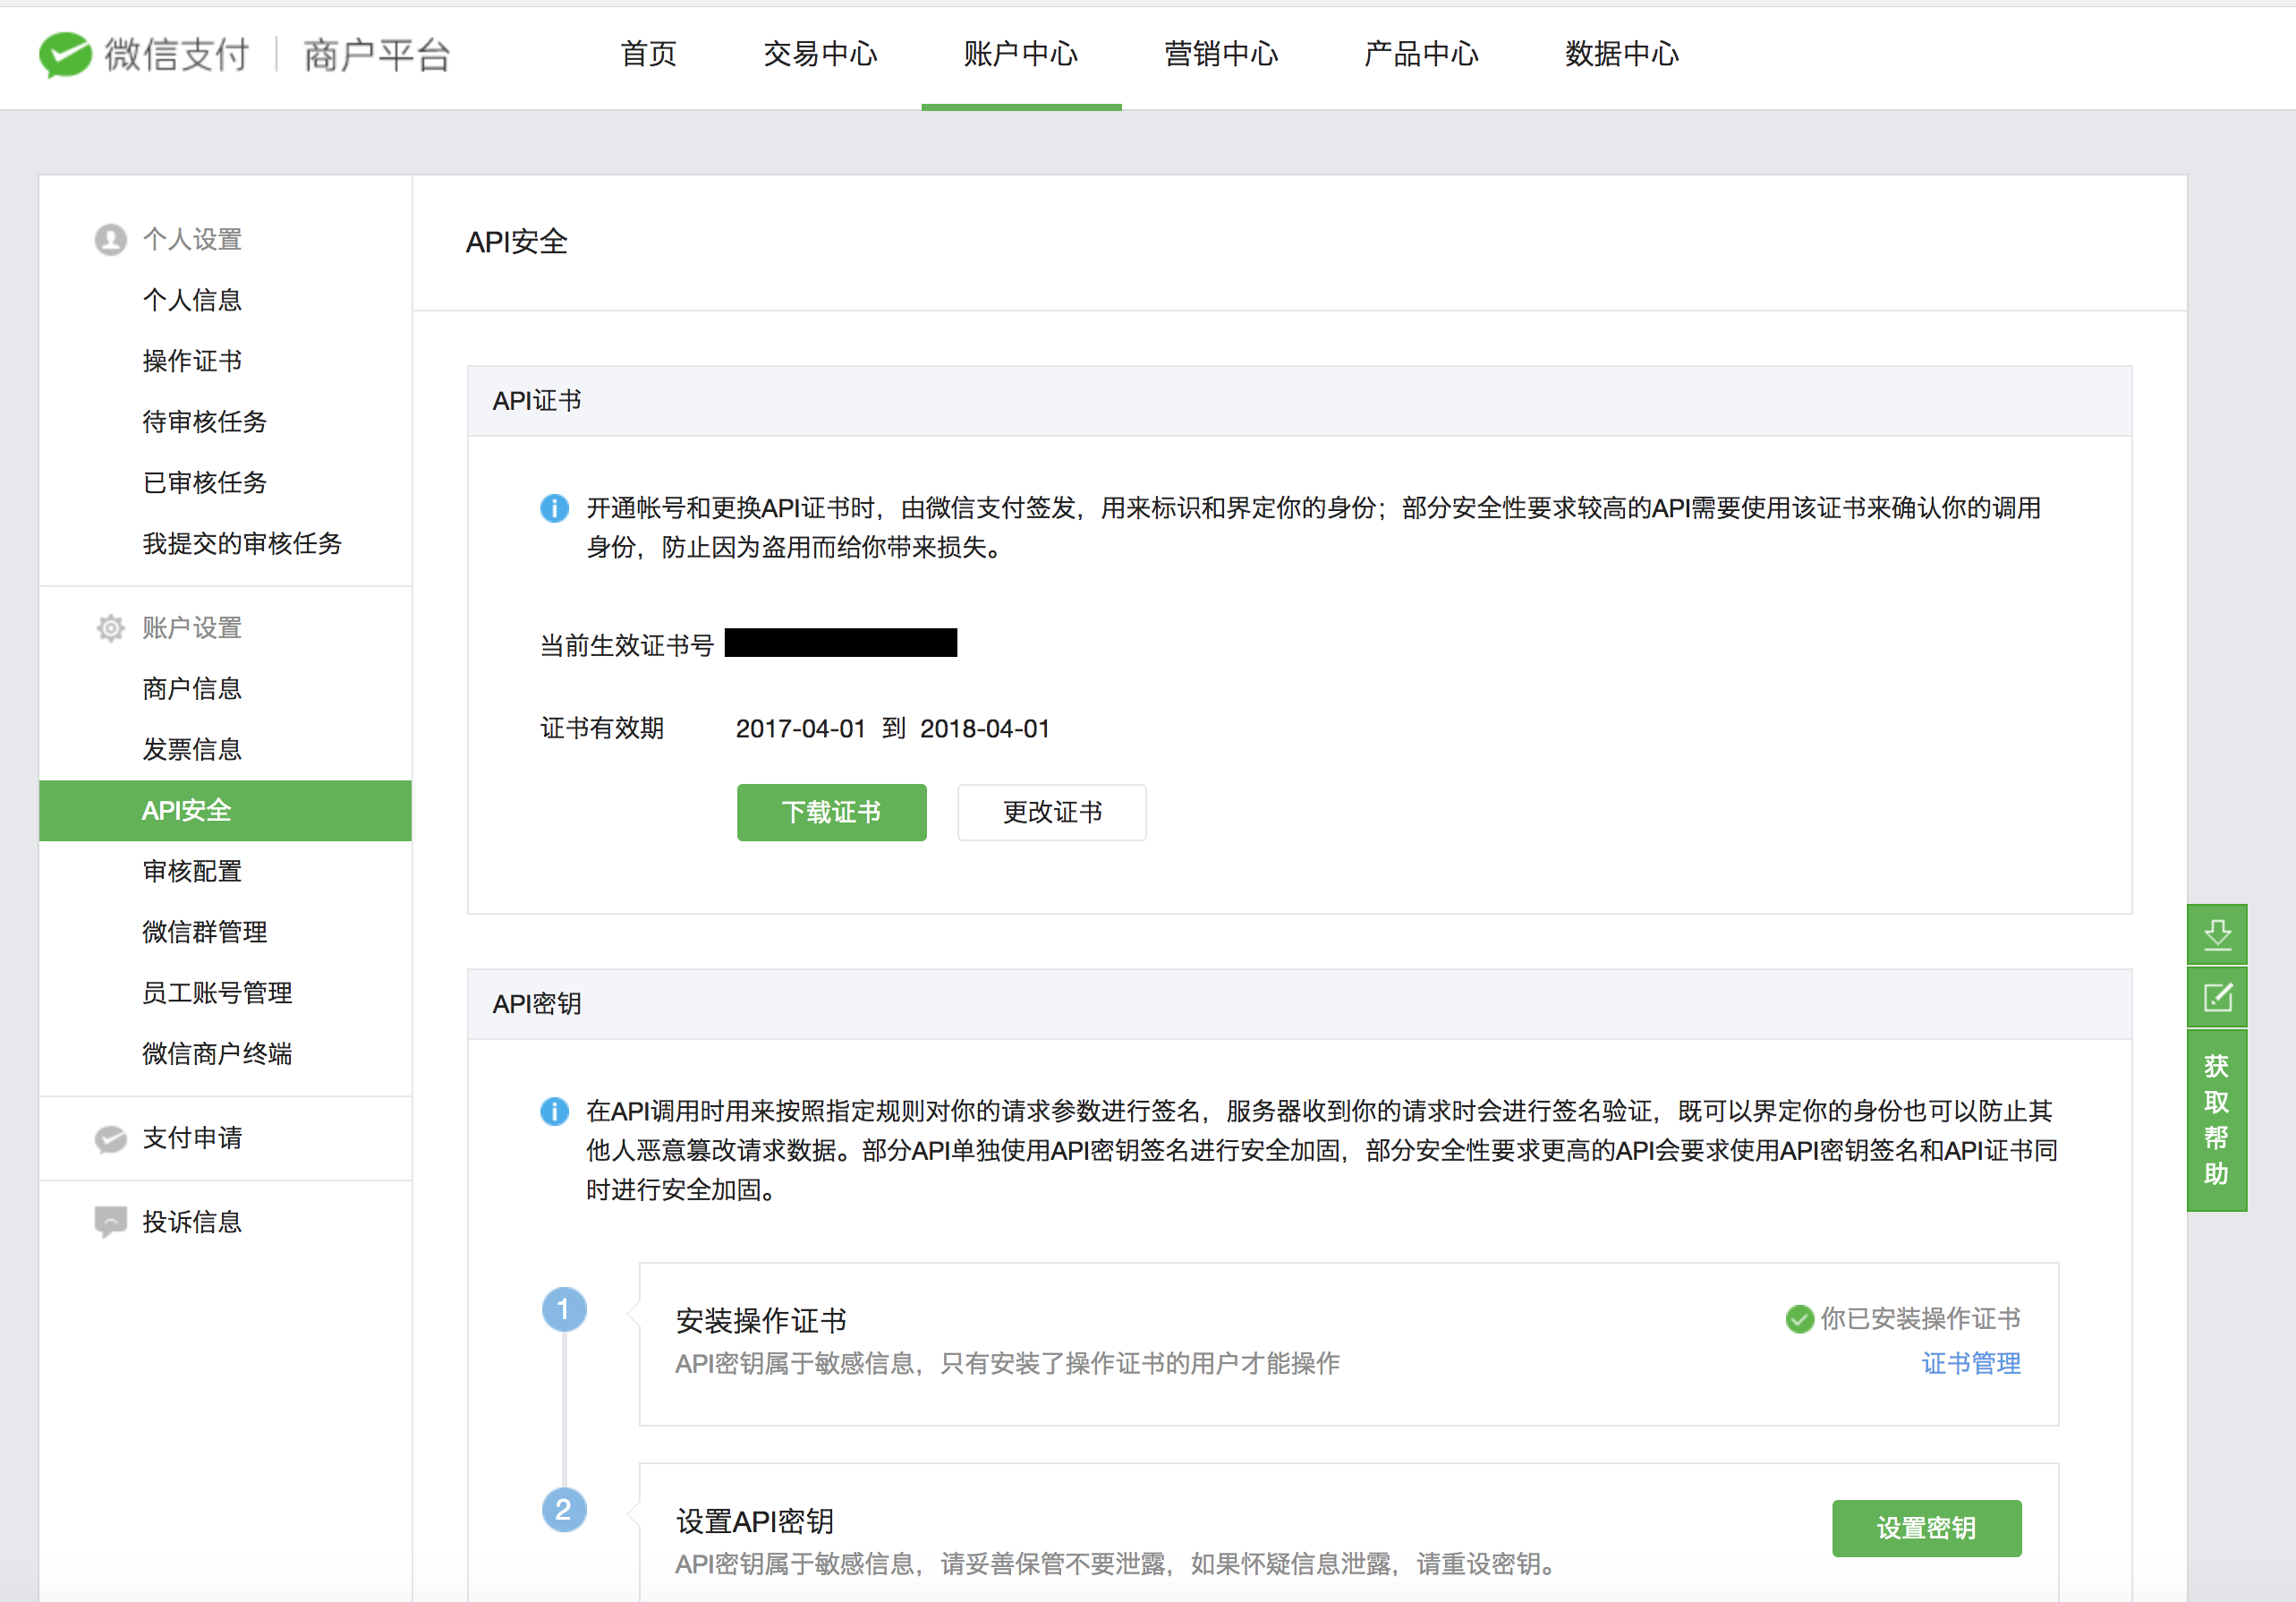 微信支付 商户平台
首页 交易中心 账户中心 营销中心 产品中心 数据中心
个人设置
个人信息
操作证书
待审核任务
已审核任务
我提交的审核任务
账户设置
商户信息
发票信息
API安全
审核配置
微信群管理
员工账号管理
微信商户终端
支付申请
投诉信息
API安全
API证书
开通帐号和更换API证书时，由微信支付签发，用来标识和界定你的身份；部分安全性要求较高的API需要使用该证书来确认你的调用
身份，防止因为盗用而给你带来损失。
当前生效证书号
证书有效期 2017-04-01 到 2018-04-01
下载证书 更改证书
API密钥
在API调用时用来按照指定规则对你的请求参数进行签名，服务器收到你的请求时会进行签名验证，既可以界定你的身份也可以防止其
他人恶意篡改请求数据。部分API单独使用API密钥签名进行安全加固，部分安全性要求更高的API会要求使用API密钥签名和API证书同
时进行安全加固。
1
安装操作证书 你已安装操作证书
API密钥属于敏感信息，只有安装了操作证书的用户才能操作 证书管理
2
设置API密钥 设置密钥
API密钥属于敏感信息，请妥善保管不要泄露，如果怀疑信息泄露，请重设密钥。
获
取
帮
助